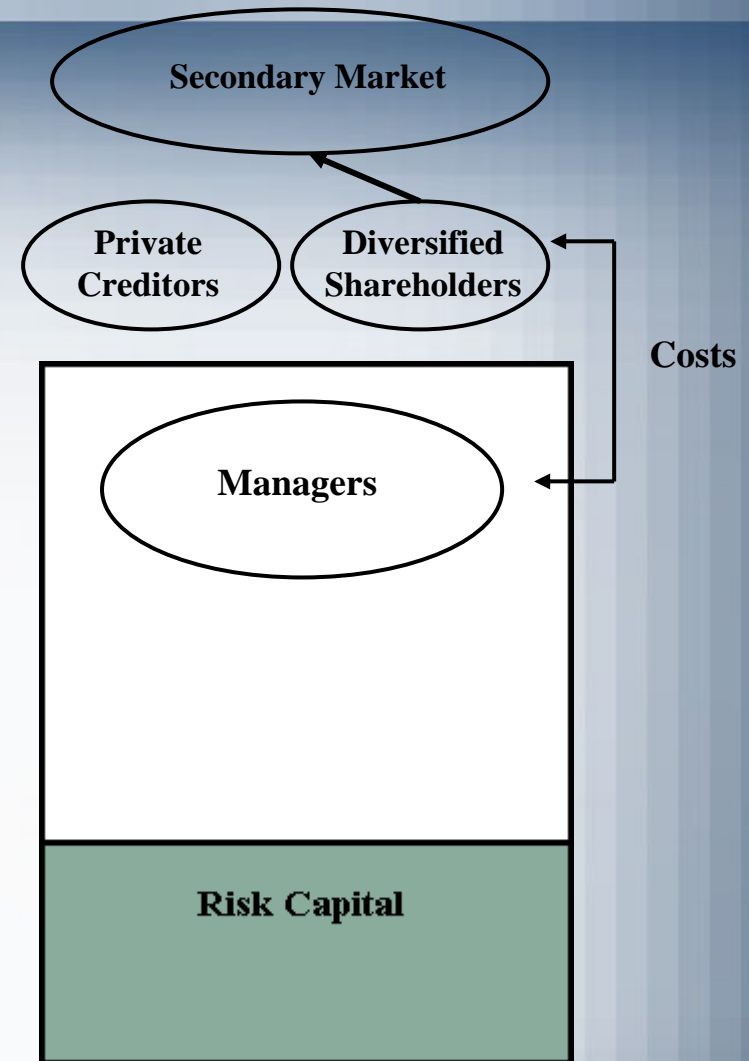 Secondary Market
Private
Creditors
Diversified
Shareholders
Costs
Managers
Risk Capital